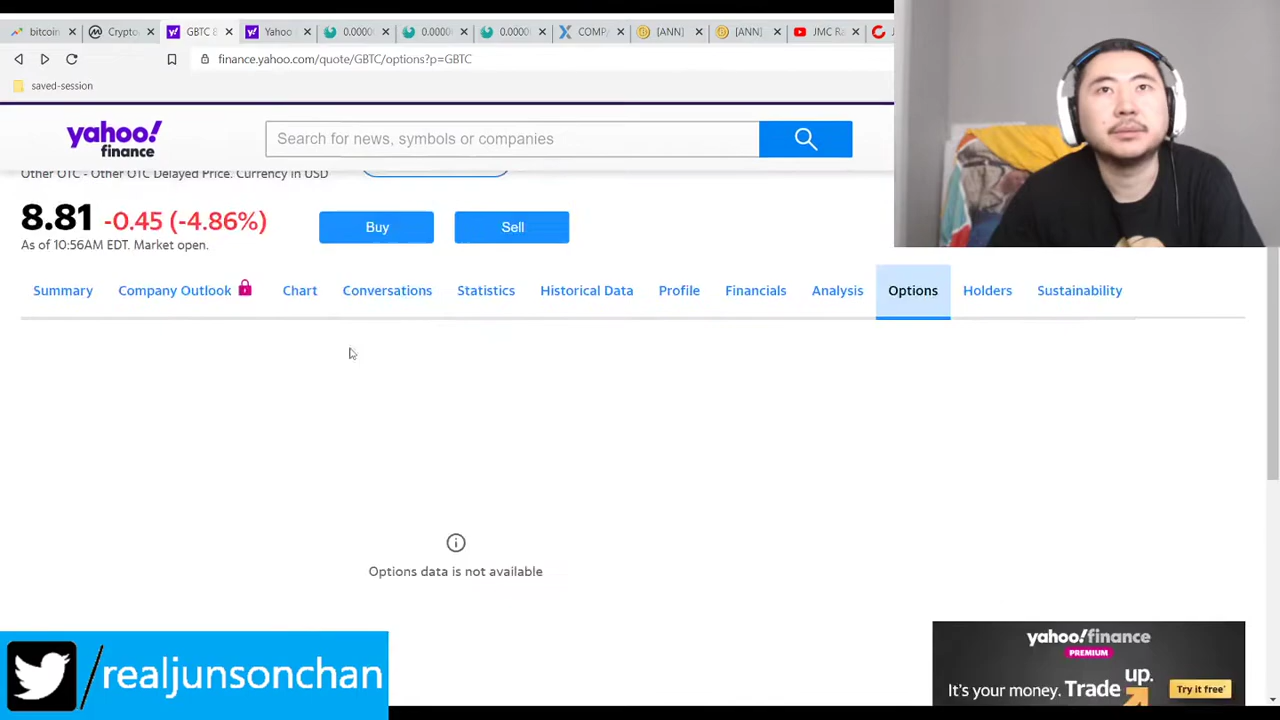 bitcoin Crypto GBTC 8 Yahoo 0.0000 0.0000 0.0000 COMPA [ANN] [ANN] JMC R
finance.yahoo.com/quote/GBTC/options?p=GBTC
saved-session
yahoo! finance
Search for news, symbols or companies
Other OTC - Other OTC Delayed Price. Currency in USD
8.81 -0.45 (-4.86%)
Buy Sell
As of 10:56AM EDT. Market open.
Summary Company Outlook Chart Conversations Statistics Historical Data Profile Financials Analysis Options Holders Sustainability
Options data is not available
/realjunsonchan
yahoo!finance
PREMIUM
It's your money. Trade up.
Try it free*